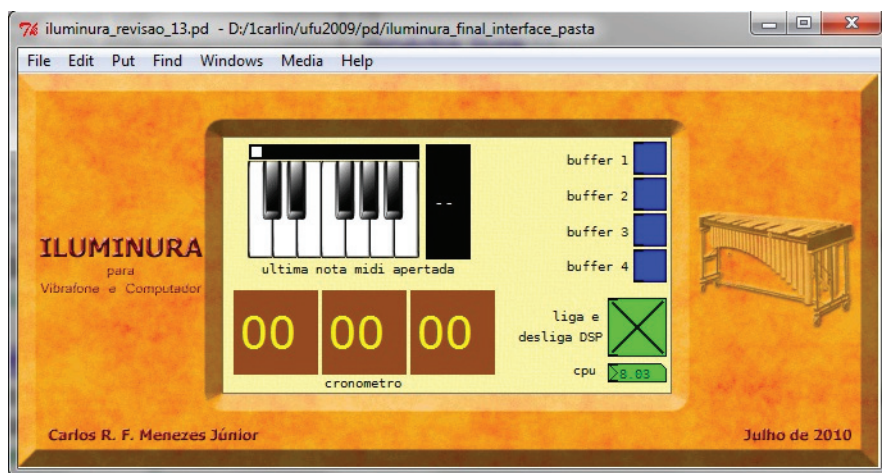 iluminura_revisao_13.pd - D:/1carlin/ufu2009/pd/iluminura_final_interface_pasta
File Edit Put Find Windows Media Help
ILUMINURA
para
Vibrafone e Computador
--
ultima nota midi apertada
00 00 00
cronometro
buffer 1
buffer 2
buffer 3
buffer 4
liga e
desliga DSP
cpu 8.03
Carlos R. F. Menezes Júnior
Julho de 2010